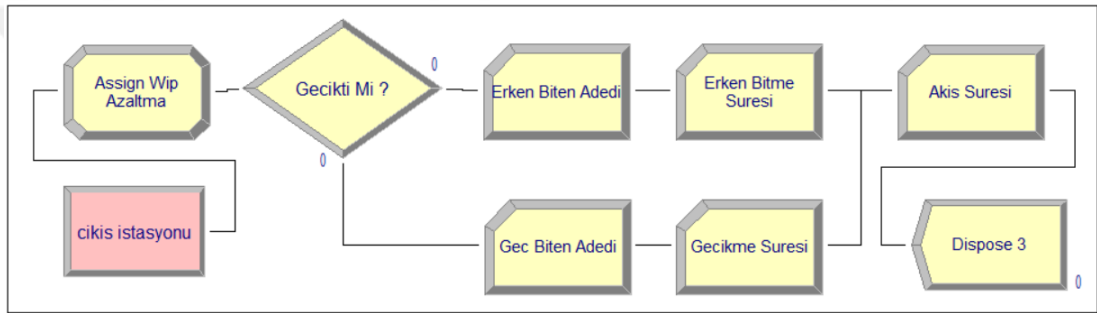 Assign Wip
Azaltma
Gecikti Mi ?
0
0
Erken Biten Adedi
Erken Bitme
Suresi
Akis Suresi
cikis istasyonu
Gec Biten Adedi
Gecikme Suresi
Dispose 3
0